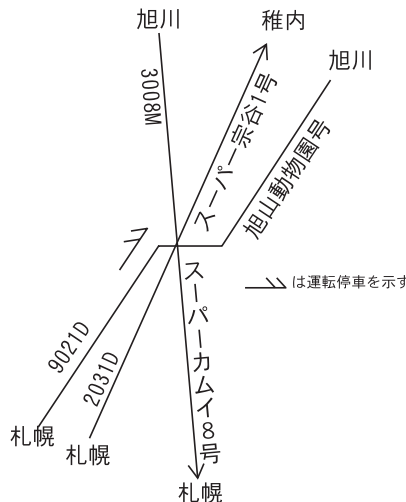 旭川
稚内
旭川
3008M
スーパー宗谷1号
旭山動物園号
は運転停車を示す
9021D
2031D
スーパーカムイ8号
札幌
札幌
札幌